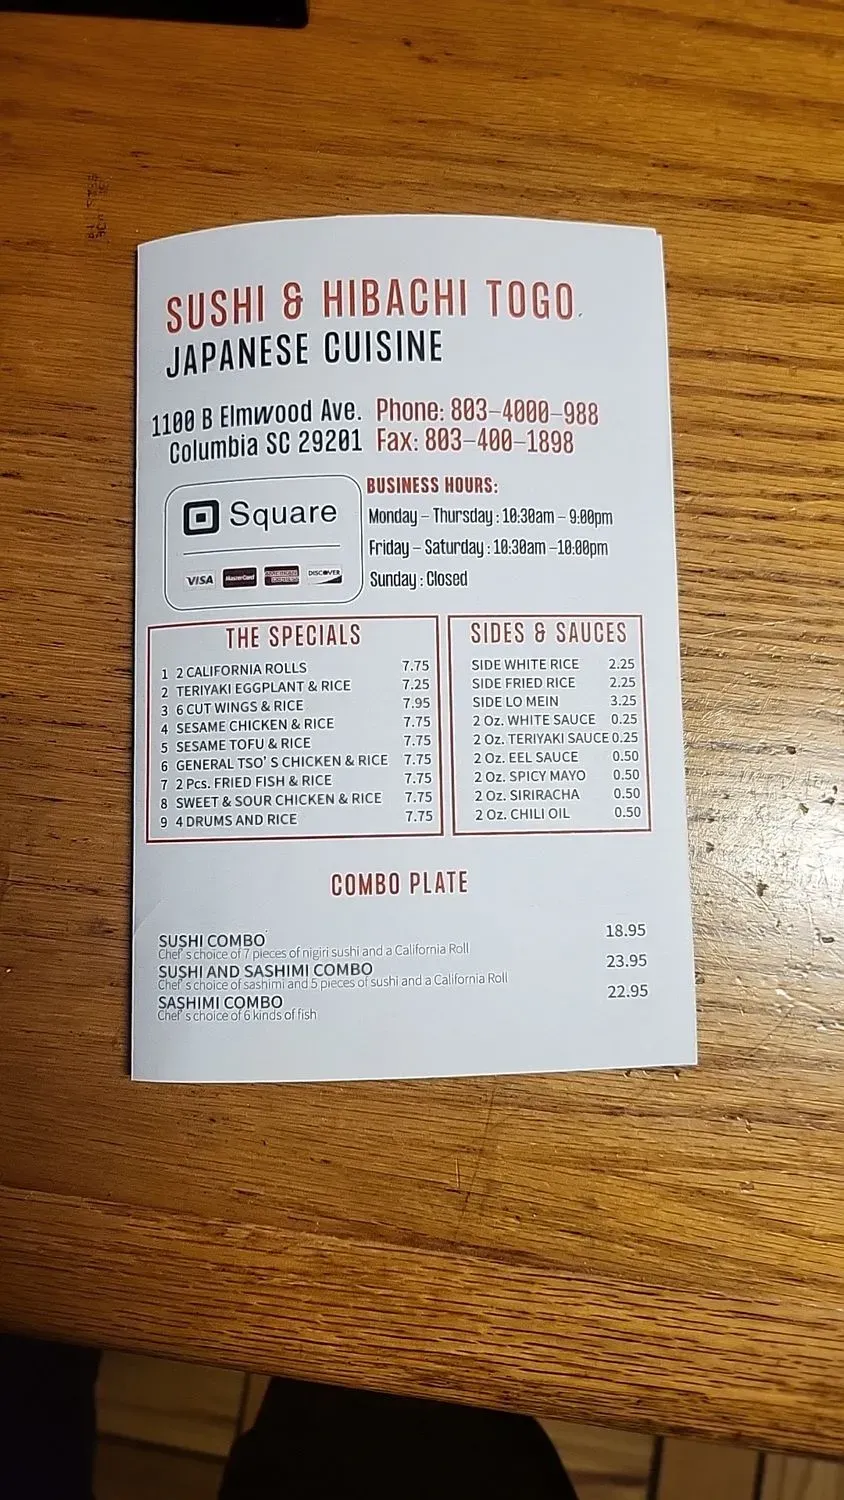 SUSHI & HIBACHI TOGO.
JAPANESE CUISINE
1100 B Elmwood Ave. Phone: 803-4000-988
Columbia SC 29201 Fax: 803-400-1898
Square
VISA MasterCard AMERICAN EXPRESS DISCOVER
BUSINESS HOURS:
Monday - Thursday : 10:30am - 9:00pm
Friday - Saturday : 10:30am -10:00pm
Sunday : Closed
THE SPECIALS
1 2 CALIFORNIA ROLLS 7.75
2 TERIYAKI EGGPLANT & RICE 7.25
3 6 CUT WINGS & RICE 7.95
4 SESAME CHICKEN & RICE 7.75
5 SESAME TOFU & RICE 7.75
6 GENERAL TSO' S CHICKEN & RICE 7.75
7 2 Pcs. FRIED FISH & RICE 7.75
8 SWEET & SOUR CHICKEN & RICE 7.75
9 4 DRUMS AND RICE 7.75
SIDES & SAUCES
SIDE WHITE RICE 2.25
SIDE FRIED RICE 2.25
SIDE LO MEIN 3.25
2 Oz. WHITE SAUCE 0.25
2 Oz. TERIYAKI SAUCE 0.25
2 Oz. EEL SAUCE 0.50
2 Oz. SPICY MAYO 0.50
2 Oz. SIRIRACHA 0.50
2 Oz. CHILI OIL 0.50
COMBO PLATE
SUSHI COMBO 18.95
Chef' s choice of 7 pieces of nigiri sushi and a California Roll
SUSHI AND SASHIMI COMBO 23.95
Chef' s choice of sashimi and 5 pieces of sushi and a California Roll
SASHIMI COMBO 22.95
Chef' s choice of 6 kinds of fish